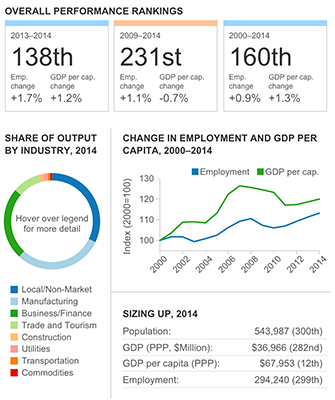 OVERALL PERFORMANCE RANKINGS
2013–2014
138th
Emp. change
+1.7%
GDP per cap. change
+1.2%
2009–2014
231st
Emp. change
+1.1%
GDP per cap. change
-0.7%
2000–2014
160th
Emp. change
+0.9%
GDP per cap. change
+1.3%
SHARE OF OUTPUT
BY INDUSTRY, 2014
Hover over legend
for more detail
Local/Non-Market
Manufacturing
Business/Finance
Trade and Tourism
Construction
Utilities
Transportation
Commodities
CHANGE IN EMPLOYMENT AND GDP PER
CAPITA, 2000–2014
Employment GDP per cap.
Index (2000=100)
130
120
110
100
2000 2002 2004 2006 2008 2010 2012 2014
SIZING UP, 2014
Population: 543,987 (300th)
GDP (PPP, $Million): $36,966 (282nd)
GDP per capita (PPP): $67,953 (12th)
Employment: 294,240 (299th)